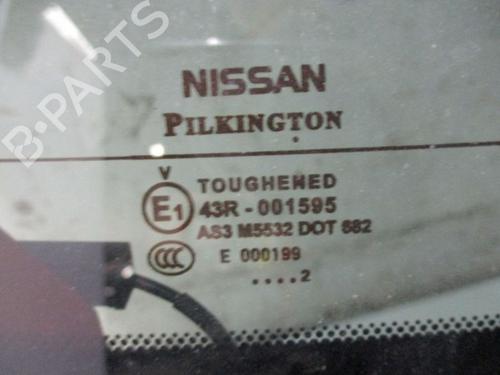 B-PARTS
NISSAN
PILKINGTON
V
TOUGHENED
E1 43R-001595
AS3 M5532 DOT 682
CCC E 000199
....2